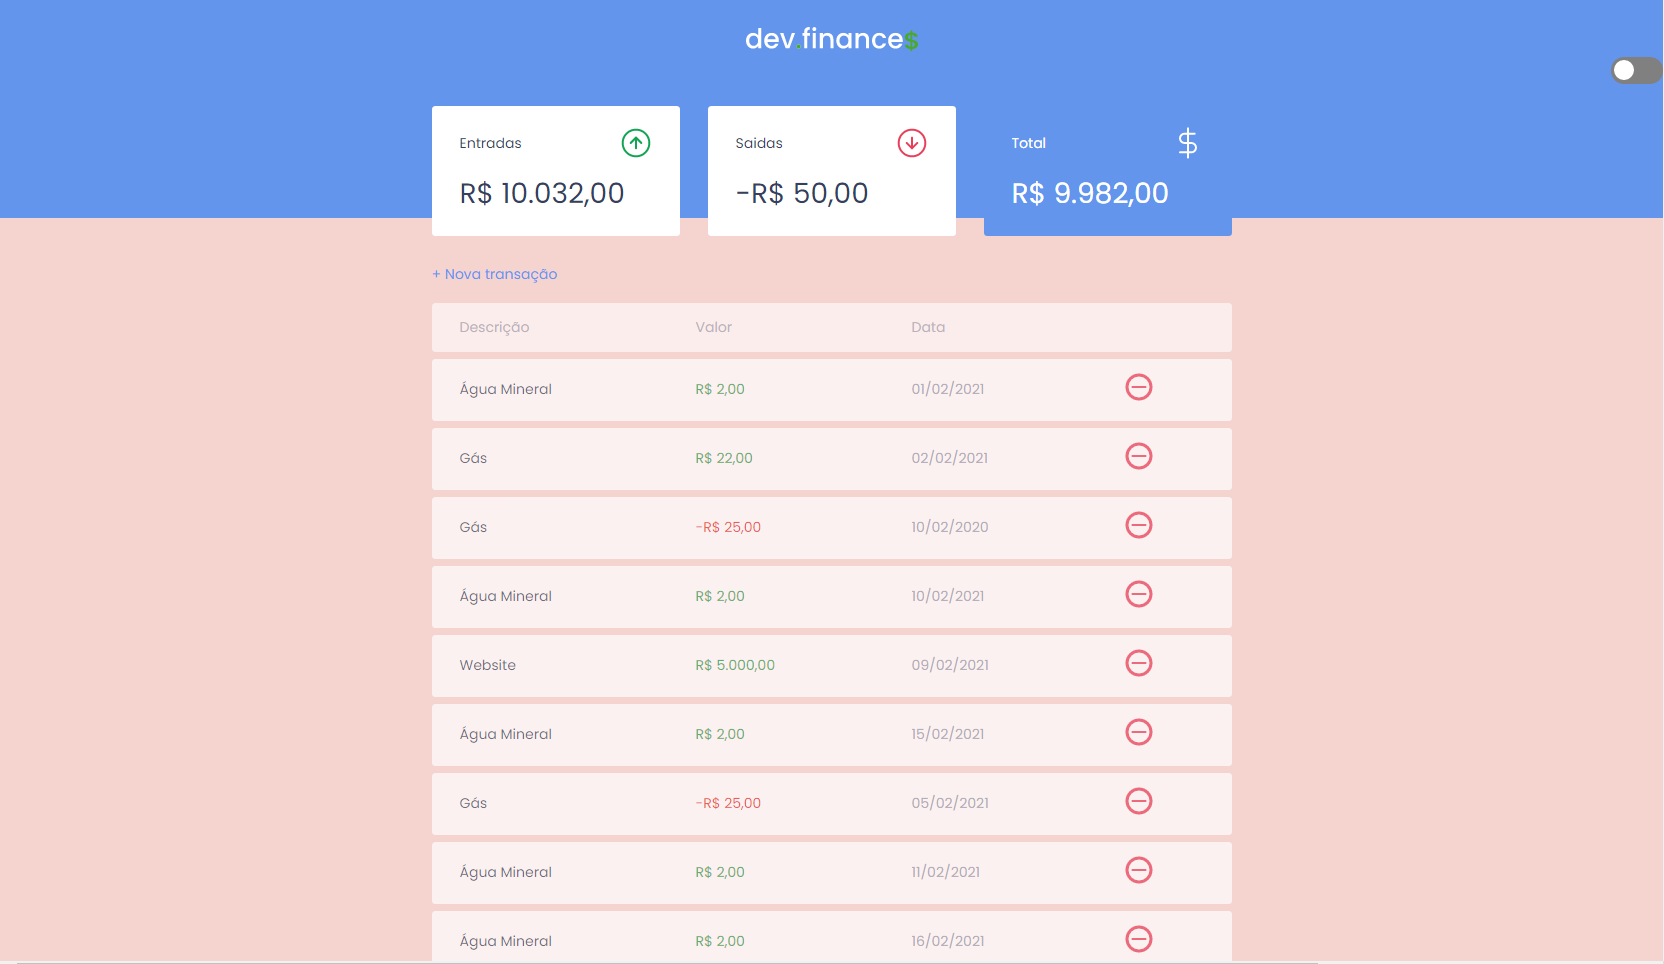 dev.finance$
Entradas
R$ 10.032,00
Saidas
-R$ 50,00
Total
$
R$ 9.982,00
+ Nova transação
Descrição Valor Data
Água Mineral R$ 2,00 01/02/2021
Gás R$ 22,00 02/02/2021
Gás -R$ 25,00 10/02/2020
Água Mineral R$ 2,00 10/02/2021
Website R$ 5.000,00 09/02/2021
Água Mineral R$ 2,00 15/02/2021
Gás -R$ 25,00 05/02/2021
Água Mineral R$ 2,00 11/02/2021
Água Mineral R$ 2,00 16/02/2021